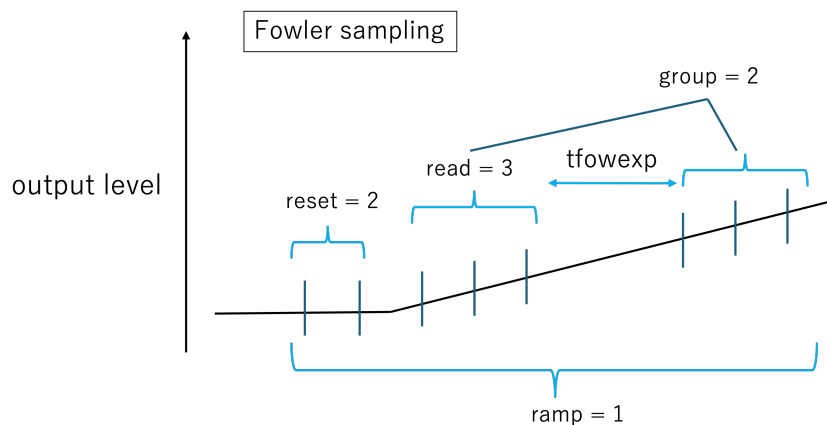 Fowler sampling
group = 2
read = 3
tfowexp
output level
reset = 2
ramp = 1